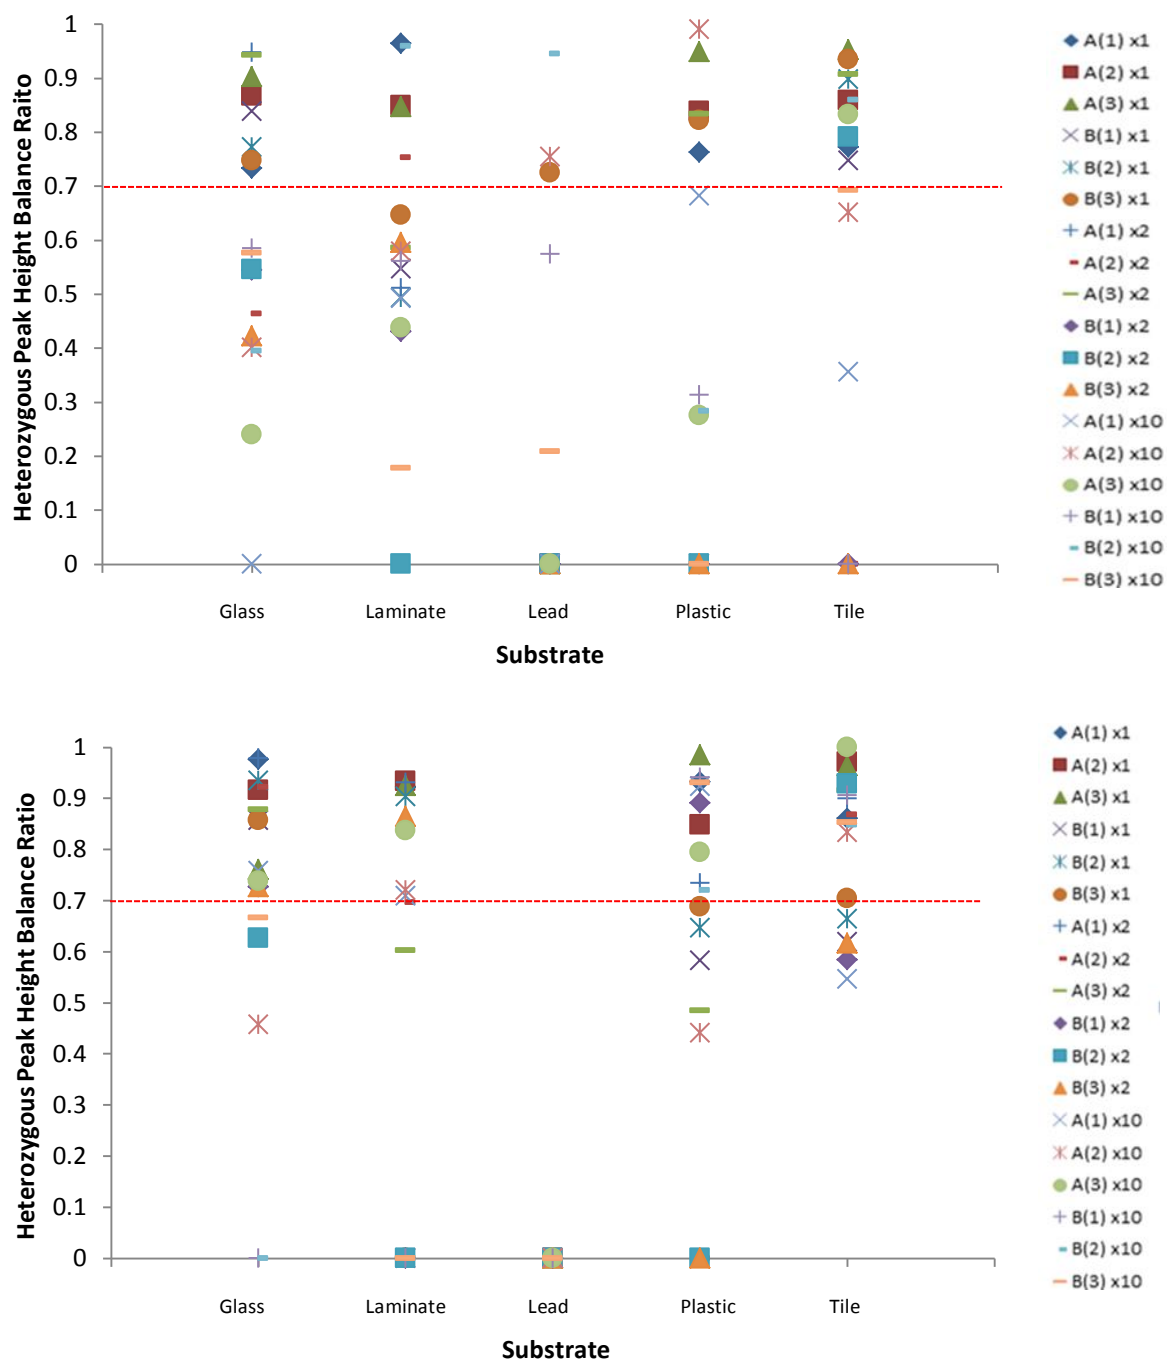 Heterozygous Peak Height Balance Raito
1
0.9
0.8
0.7
0.6
0.5
0.4
0.3
0.2
0.1
0
Glass Laminate Lead Plastic Tile
Substrate
A(1) x1
A(2) x1
A(3) x1
B(1) x1
B(2) x1
B(3) x1
A(1) x2
A(2) x2
A(3) x2
B(1) x2
B(2) x2
B(3) x2
A(1) x10
A(2) x10
A(3) x10
B(1) x10
B(2) x10
B(3) x10
Heterozygous Peak Height Balance Ratio
1
0.9
0.8
0.7
0.6
0.5
0.4
0.3
0.2
0.1
0
Glass Laminate Lead Plastic Tile
Substrate
A(1) x1
A(2) x1
A(3) x1
B(1) x1
B(2) x1
B(3) x1
A(1) x2
A(2) x2
A(3) x2
B(1) x2
B(2) x2
B(3) x2
A(1) x10
A(2) x10
A(3) x10
B(1) x10
B(2) x10
B(3) x10